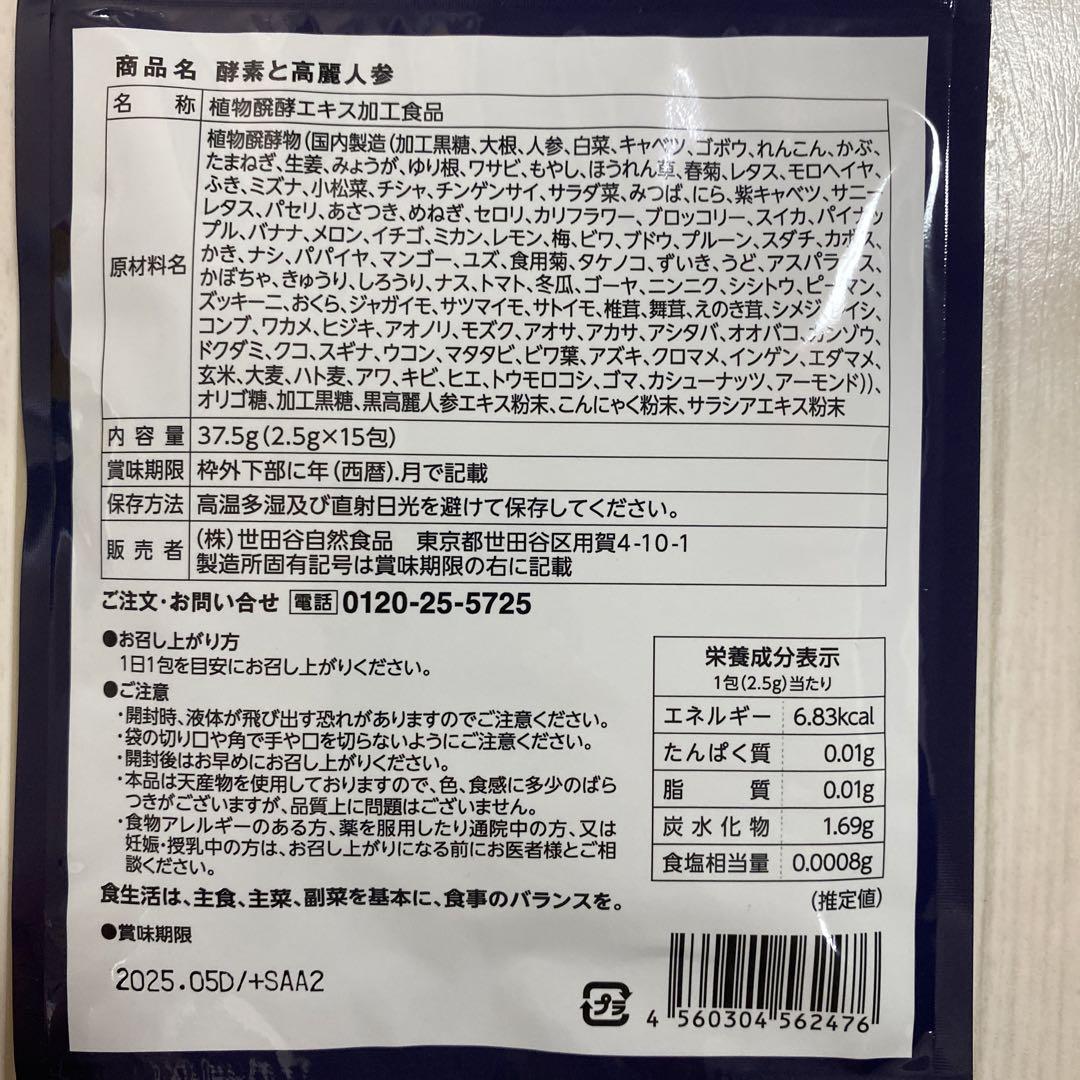 商品名 酵素と高麗人参
名称 植物醗酵エキス加工食品
原材料名
植物醗酵物(国内製造(加工黒糖、大根、人参、白菜、キャベツ、ゴボウ、れんこん、かぶ、
たまねぎ、生姜、みょうが、ゆり根、ワサビ、もやし、ほうれん草、春菊、レタス、モロヘイヤ、
ふき、ミズナ、小松菜、チシャ、チンゲンサイ、サラダ菜、みつば、にら、紫キャベツ、サニー
レタス、パセリ、あさつき、めねぎ、セロリ、カリフラワー、ブロッコリー、スイカ、パイナッ
プル、バナナ、メロン、イチゴ、ミカン、レモン、梅、ビワ、ブドウ、プルーン、スダチ、カボス、
かき、ナシ、パパイヤ、マンゴー、ユズ、食用菊、タケノコ、ずいき、うど、アスパラガス、
かぼちゃ、きゅうり、しろうり、ナス、トマト、冬瓜、ゴーヤ、ニンニク、シシトウ、ピーマン、
ズッキーニ、おくら、ジャガイモ、サツマイモ、サトイモ、椎茸、舞茸、えのき茸、シメジ、レイシ、
コンブ、ワカメ、ヒジキ、アオノリ、モズク、アオサ、アカサ、アシタバ、オオバコ、カンゾウ、
ドクダミ、クコ、スギナ、ウコン、マタタビ、ビワ葉、アズキ、クロマメ、インゲン、エダマメ、
玄米、大麦、ハト麦、アワ、キビ、ヒエ、トウモロコシ、ゴマ、カシューナッツ、アーモンド))、
オリゴ糖、加工黒糖、黒高麗人参エキス粉末、こんにゃく粉末、サラシアエキス粉末
内容量 37.5g(2.5g×15包)
賞味期限 枠外下部に年(西暦).月で記載
保存方法 高温多湿及び直射日光を避けて保存してください。
販売者 (株)世田谷自然食品 東京都世田谷区用賀4-10-1
製造所固有記号は賞味期限の右に記載
ご注文・お問い合せ 電話 0120-25-5725
●お召し上がり方
1日1包を目安にお召し上がりください。
●ご注意
・開封時、液体が飛び出す恐れがありますのでご注意ください。
・袋の切り口や角で手や口を切らないようにご注意ください。
・開封後はお早めにお召し上がりください。
・本品は天産物を使用しておりますので、色、食感に多少のばら
つきがございますが、品質上に問題はございません。
・食物アレルギーのある方、薬を服用したり通院中の方、又は
妊娠・授乳中の方は、お召し上がりになる前にお医者様とご相
談ください。
食生活は、主食、主菜、副菜を基本に、食事のバランスを。
●賞味期限
2025.05D/+SAA2
栄養成分表示
1包(2.5g)当たり
エネルギー 6.83kcal
たんぱく質 0.01g
脂質 0.01g
炭水化物 1.69g
食塩相当量 0.0008g
(推定値)
プラ
4 560304 562476